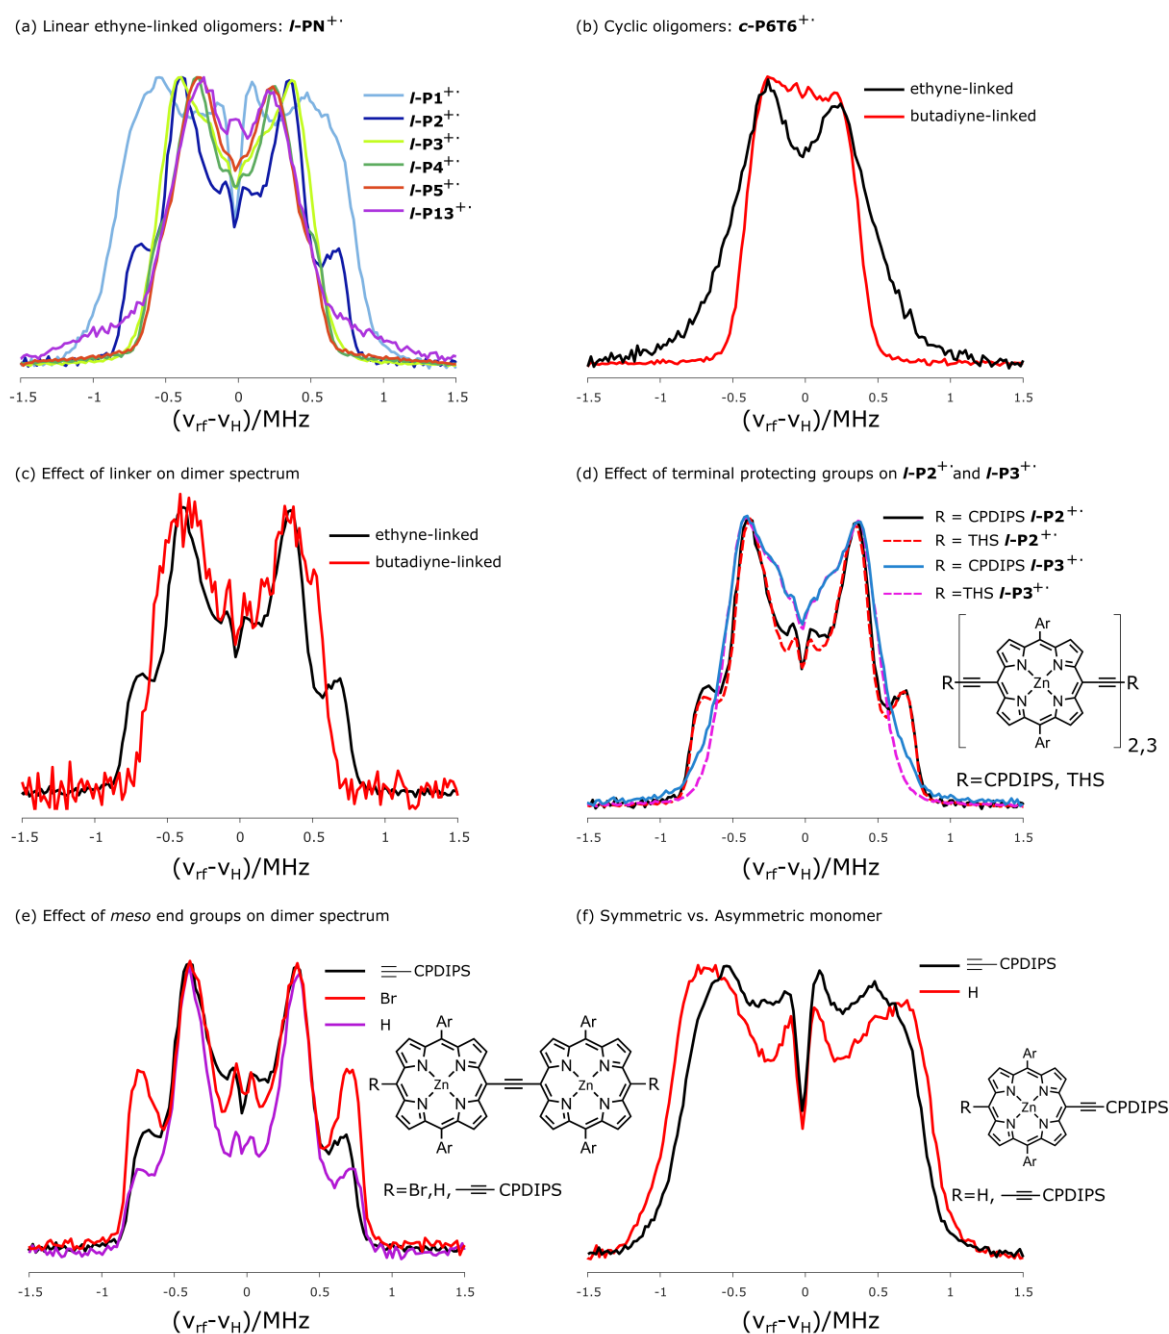 (a) Linear ethyne-linked oligomers: l-PN+·
l-P1+·
l-P2+·
l-P3+·
l-P4+·
l-P5+·
l-P13+·
-1.5 -1 -0.5 0 0.5 1 1.5
(νrf-νH)/MHz
(b) Cyclic oligomers: c-P6T6+·
ethyne-linked
butadiyne-linked
-1.5 -1 -0.5 0 0.5 1 1.5
(νrf-νH)/MHz
(c) Effect of linker on dimer spectrum
ethyne-linked
butadiyne-linked
-1.5 -1 -0.5 0 0.5 1 1.5
(νrf-νH)/MHz
(d) Effect of terminal protecting groups on l-P2+· and l-P3+·
R = CPDIPS l-P2+·
R = THS l-P2+·
R = CPDIPS l-P3+·
R =THS l-P3+·
Ar
N N
R Zn R
N N
Ar
2,3
R=CPDIPS, THS
-1.5 -1 -0.5 0 0.5 1 1.5
(νrf-νH)/MHz
(e) Effect of meso end groups on dimer spectrum
CPDIPS
Br
H
Ar Ar
N N N N
R Zn Zn R
N N N N
Ar Ar
R=Br,H, CPDIPS
-1.5 -1 -0.5 0 0.5 1 1.5
(νrf-νH)/MHz
(f) Symmetric vs. Asymmetric monomer
CPDIPS
H
Ar
N N
R Zn CPDIPS
N N
Ar
R=H, CPDIPS
-1.5 -1 -0.5 0 0.5 1 1.5
(νrf-νH)/MHz